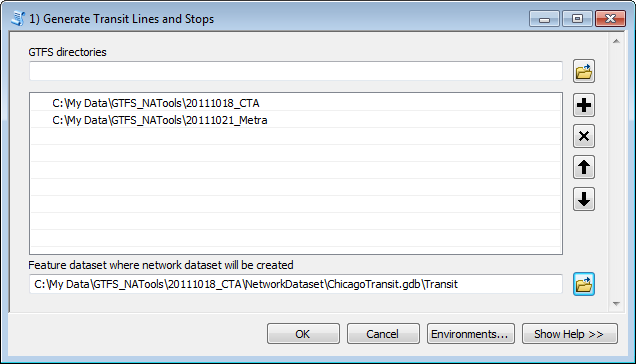 1) Generate Transit Lines and Stops
GTFS directories
C:\My Data\GTFS_NATools\20111018_CTA
C:\My Data\GTFS_NATools\20111021_Metra
Feature dataset where network dataset will be created
C:\My Data\GTFS_NATools\20111018_CTA\NetworkDataset\ChicagoTransit.gdb\Transit
OK Cancel Environments... Show Help >>